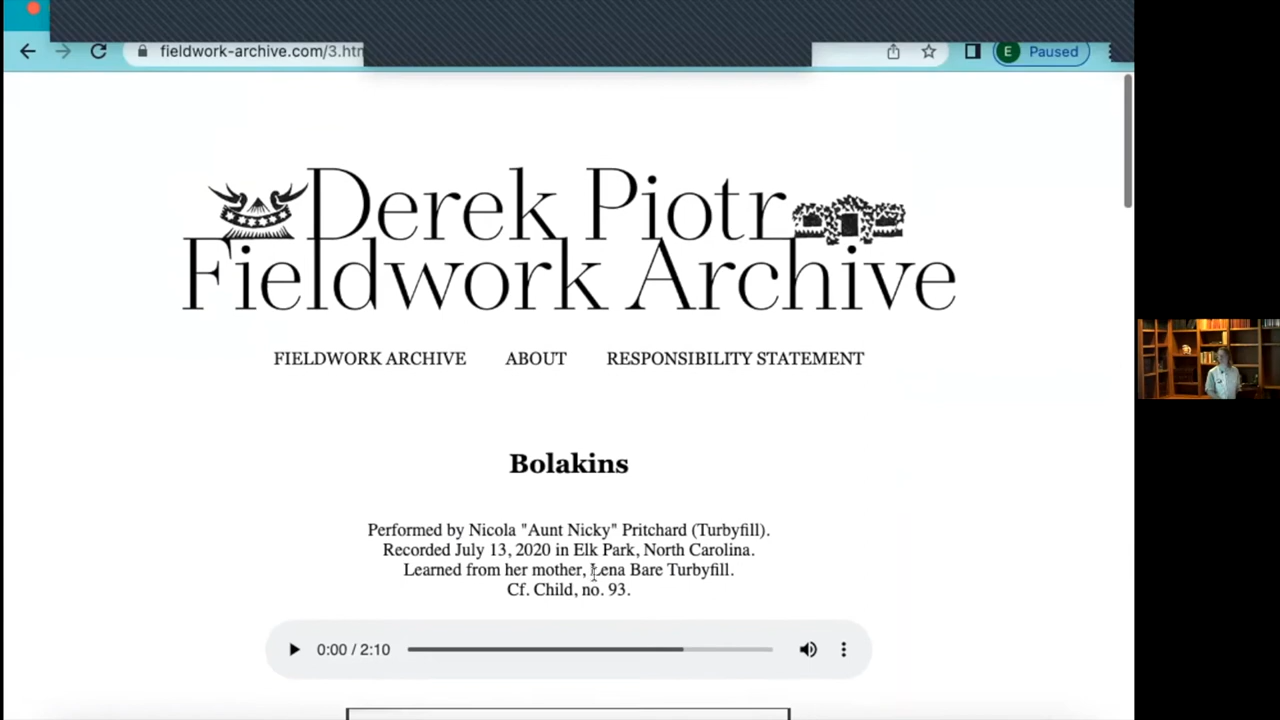 fieldwork-archive.com/3.htm
E Paused
Derek Piotr
Fieldwork Archive
FIELDWORK ARCHIVE ABOUT RESPONSIBILITY STATEMENT
Bolakins
Performed by Nicola "Aunt Nicky" Pritchard (Turbyfill).
Recorded July 13, 2020 in Elk Park, North Carolina.
Learned from her mother, Lena Bare Turbyfill.
Cf. Child, no. 93.
0:00 / 2:10